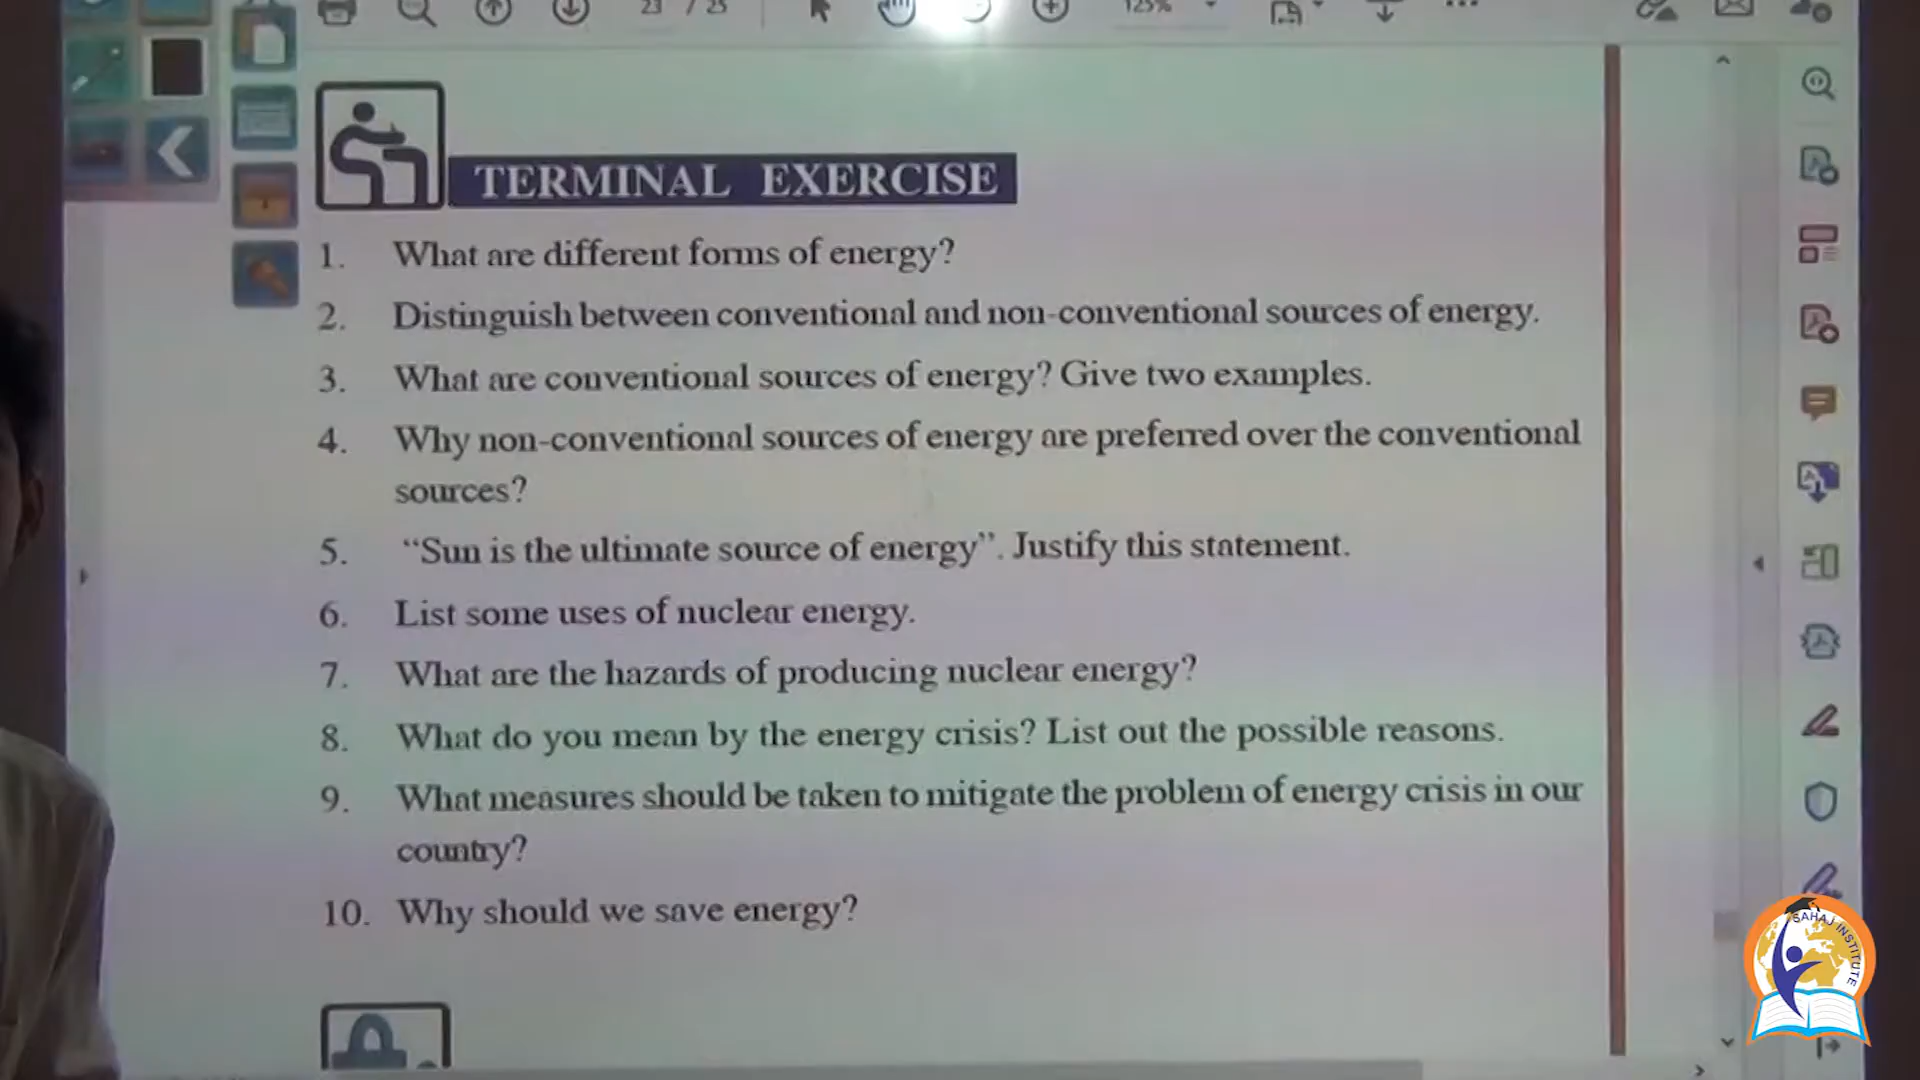 23 / 25
125%
TERMINAL EXERCISE
1. What are different forms of energy?
2. Distinguish between conventional and non-conventional sources of energy.
3. What are conventional sources of energy? Give two examples.
4. Why non-conventional sources of energy are preferred over the conventional
sources?
5. “Sun is the ultimate source of energy”. Justify this statement.
6. List some uses of nuclear energy.
7. What are the hazards of producing nuclear energy?
8. What do you mean by the energy crisis? List out the possible reasons.
9. What measures should be taken to mitigate the problem of energy crisis in our
country?
10. Why should we save energy?
SAHAJ INSTITUTE